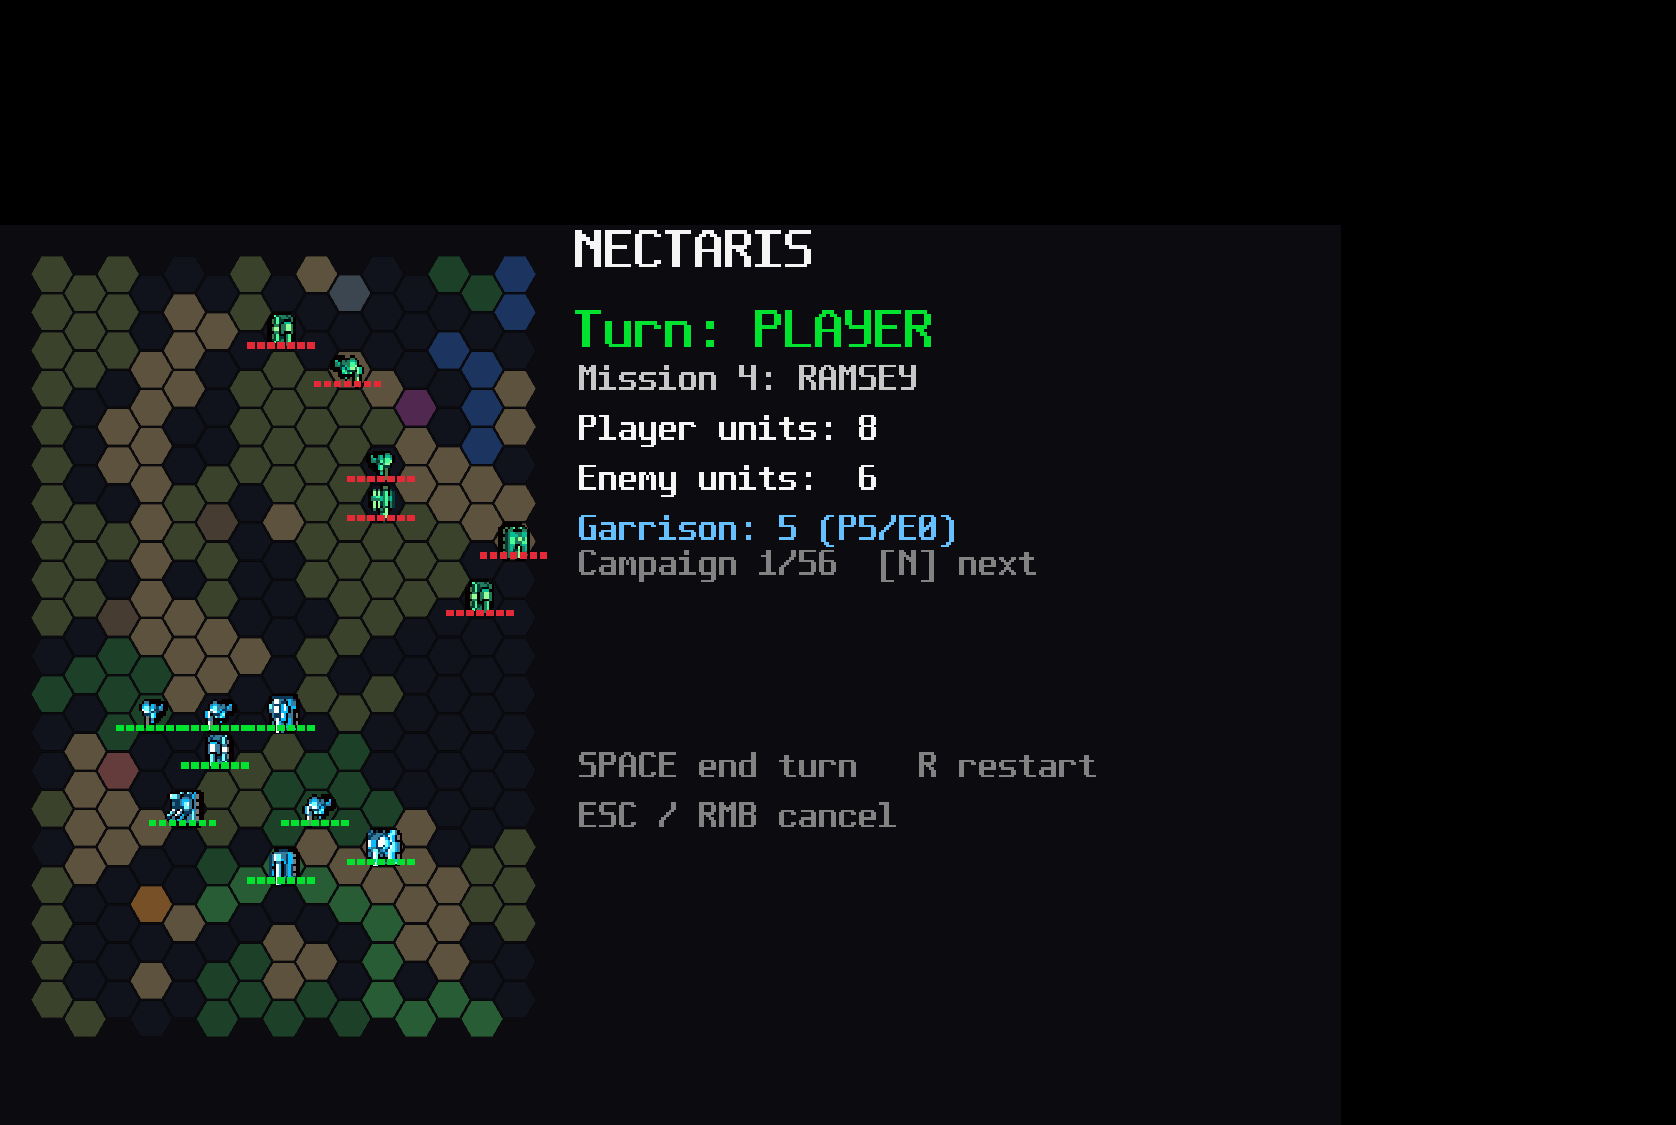 NECTARIS
Turn: PLAYER
Mission 4: RAMSEY
Player units: 8
Enemy units:  6
Garrison: 5 (P5/E0)
Campaign 1/56  [N] next
SPACE end turn   R restart
ESC / RMB cancel